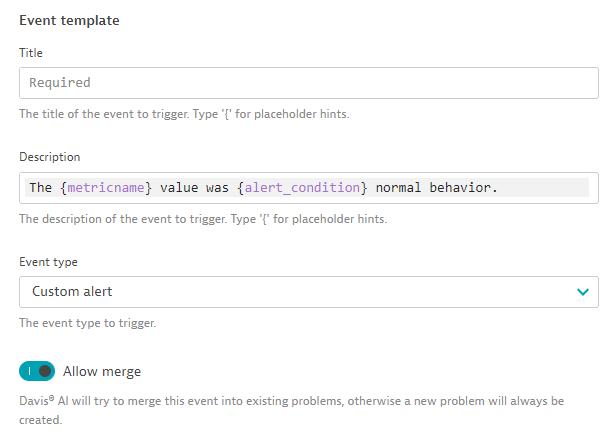 Event template
Title
Required
The title of the event to trigger. Type '{' for placeholder hints.
Description
The {metricname} value was {alert_condition} normal behavior.
The description of the event to trigger. Type '{' for placeholder hints.
Event type
Custom alert
The event type to trigger.
Allow merge
Davis® AI will try to merge this event into existing problems, otherwise a new problem will always be
created.